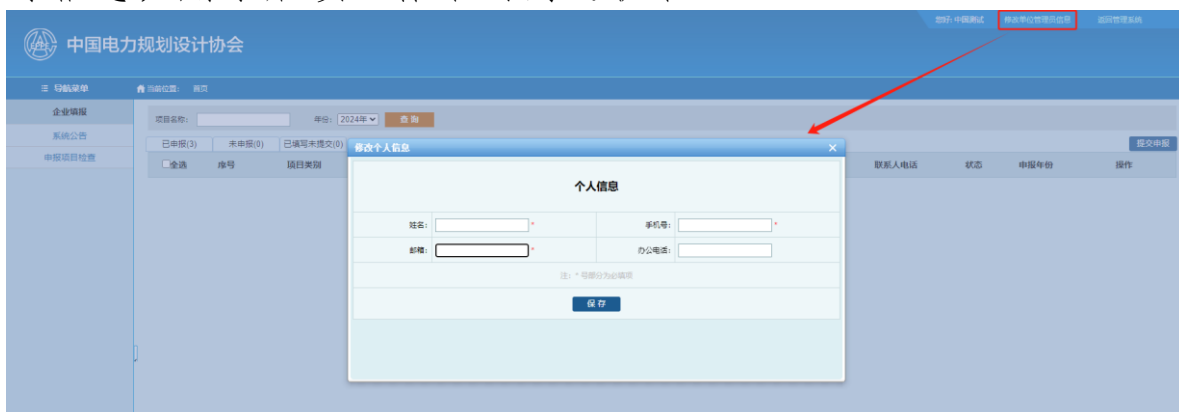 您好: 中国测试 修改单位管理员信息 返回管理系统
中国电力规划设计协会
导航菜单 当前位置: 首页
企业填报
系统公告
申报项目检查
项目名称: 年份: 2024年 查 询
已申报(3) 未申报(0) 已填写未提交(0) 提交申报
全选 序号 项目类别 联系人电话 状态 申报年份 操作
修改个人信息 ×
个人信息
姓名: * 手机号: *
邮箱: * 办公电话:
注: * 号部分为必填项
保 存